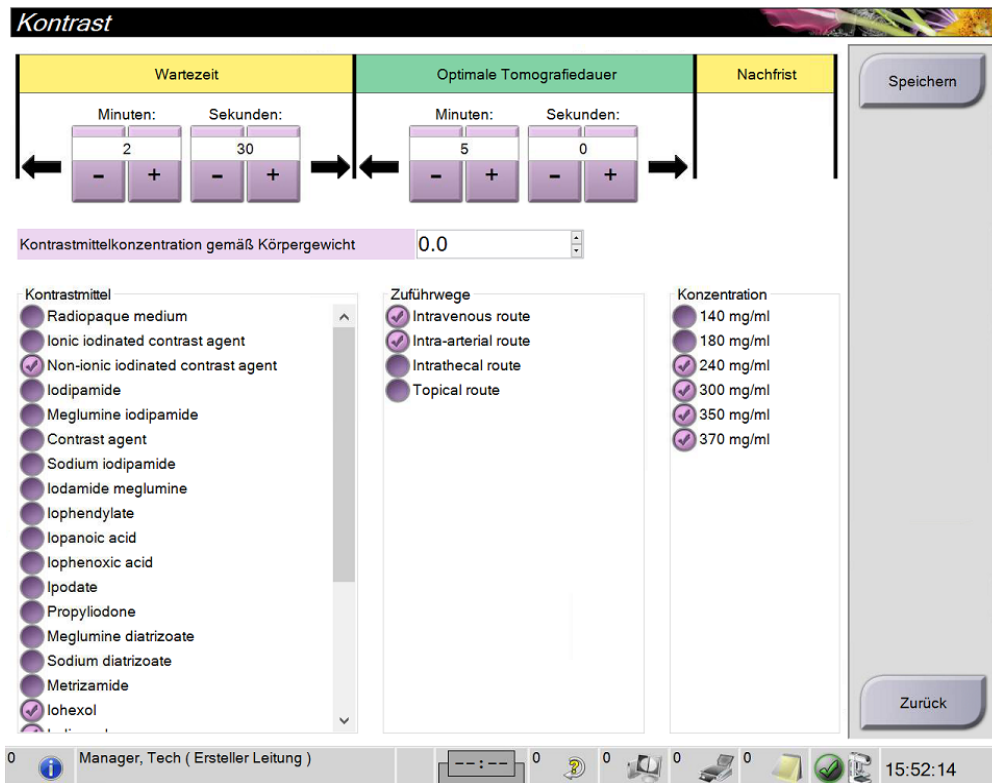 Kontrast
Wartezeit
Optimale Tomografiedauer
Nachfrist
Speichern
Minuten:
Sekunden:
Minuten:
Sekunden:
2
30
5
0
- + - + - + - +
Kontrastmittelkonzentration gemäß Körpergewicht
0.0
Kontrastmittel
Radiopaque medium
Ionic iodinated contrast agent
Non-ionic iodinated contrast agent
Iodipamide
Meglumine iodipamide
Contrast agent
Sodium iodipamide
Iodamide meglumine
Iophendylate
Iopanoic acid
Iophenoxic acid
Ipodate
Propyliodone
Meglumine diatrizoate
Sodium diatrizoate
Metrizamide
Iohexol
Zuführwege
Intravenous route
Intra-arterial route
Intrathecal route
Topical route
Konzentration
140 mg/ml
180 mg/ml
240 mg/ml
300 mg/ml
350 mg/ml
370 mg/ml
Zurück
0
Manager, Tech ( Ersteller Leitung )
--:--
0
0
0
0
15:52:14